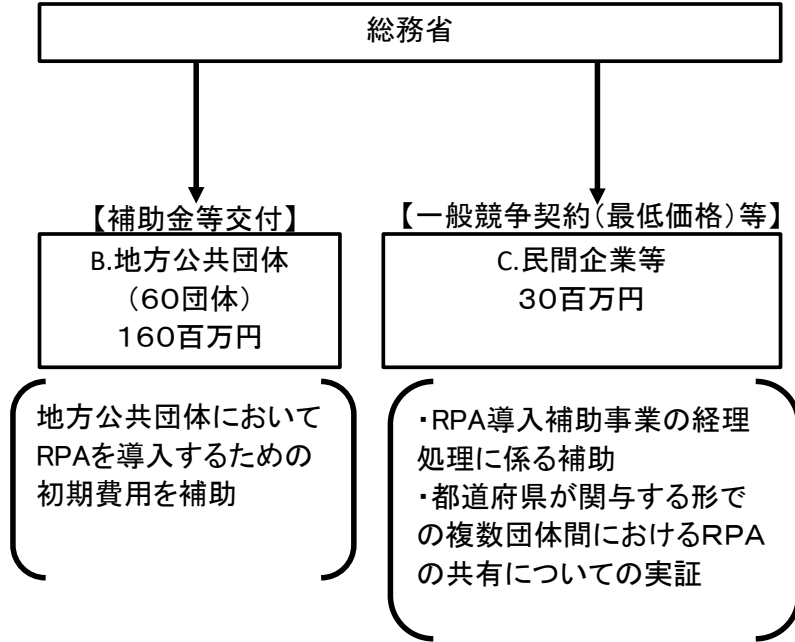 総務省
【補助金等交付】
B.地方公共団体
（６０団体）
１６０百万円
地方公共団体において
RPAを導入するための
初期費用を補助
【一般競争契約（最低価格）等】
C.民間企業等
３０百万円
・RPA導入補助事業の経理
処理に係る補助
・都道府県が関与する形で
の複数団体間におけるRPA
の共有についての実証